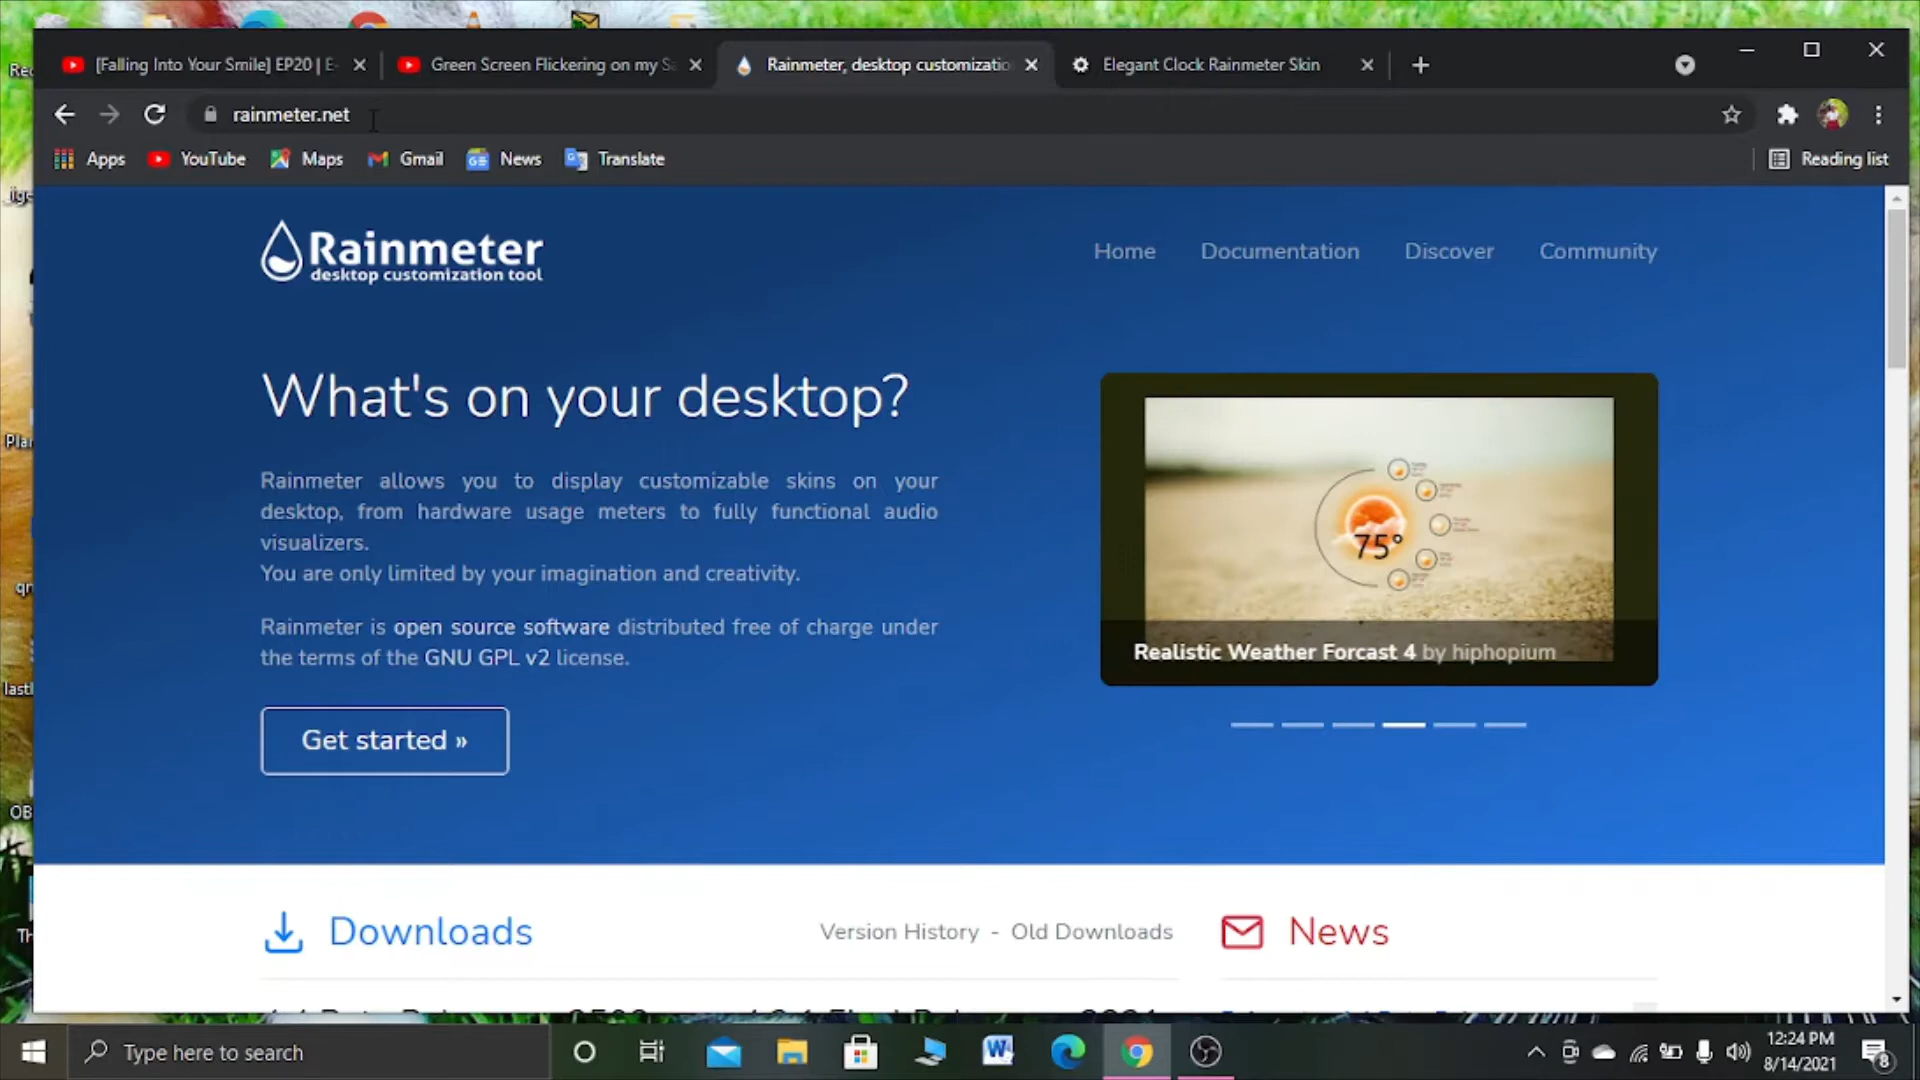 [Falling Into Your Smile] EP20 | E-
Green Screen Flickering on my Sa
Rainmeter, desktop customizatio
Elegant Clock Rainmeter Skin
rainmeter.net
Apps
YouTube
Maps
Gmail
News
Translate
Reading list
Rainmeter
desktop customization tool
Home
Documentation
Discover
Community
What's on your desktop?
Rainmeter allows you to display customizable skins on your
desktop, from hardware usage meters to fully functional audio
visualizers.
You are only limited by your imagination and creativity.
Rainmeter is open source software distributed free of charge under
the terms of the GNU GPL v2 license.
Get started »
75°
Realistic Weather Forcast 4 by hiphopium
Downloads
Version History - Old Downloads
News
Type here to search
12:24 PM
8/14/2021
8